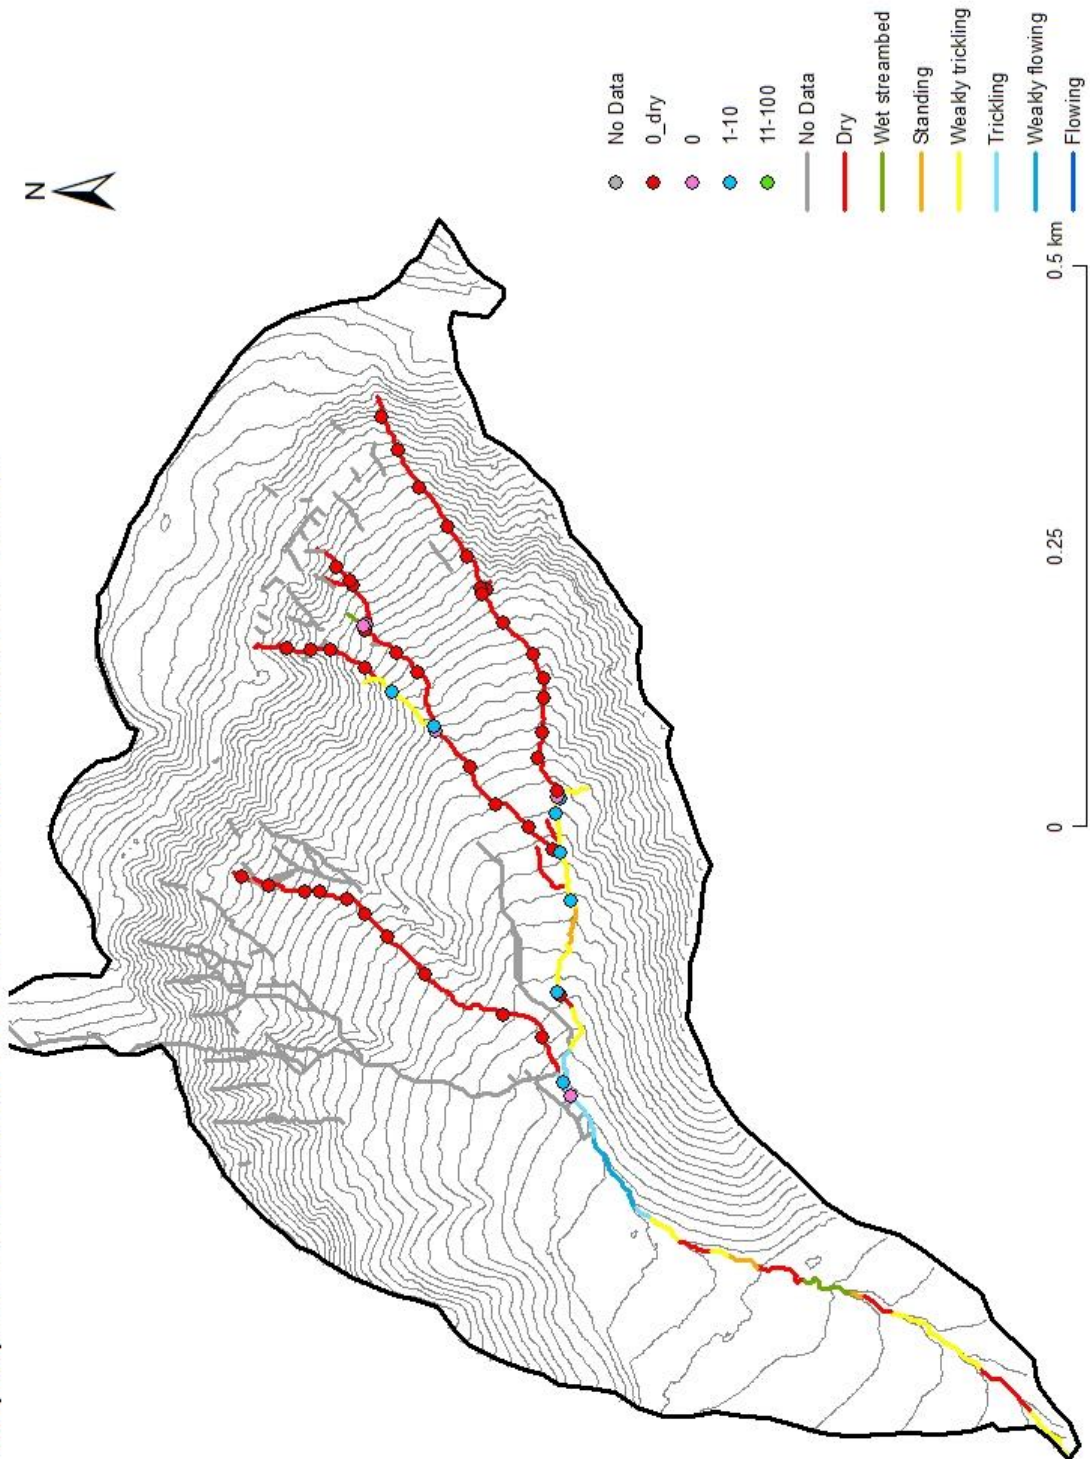 N
No Data
0_dry
0
1-10
11-100
No Data
Dry
Wet streambed
Standing
Weakly trickling
Trickling
Weakly flowing
Flowing
0
0.25
0.5 km